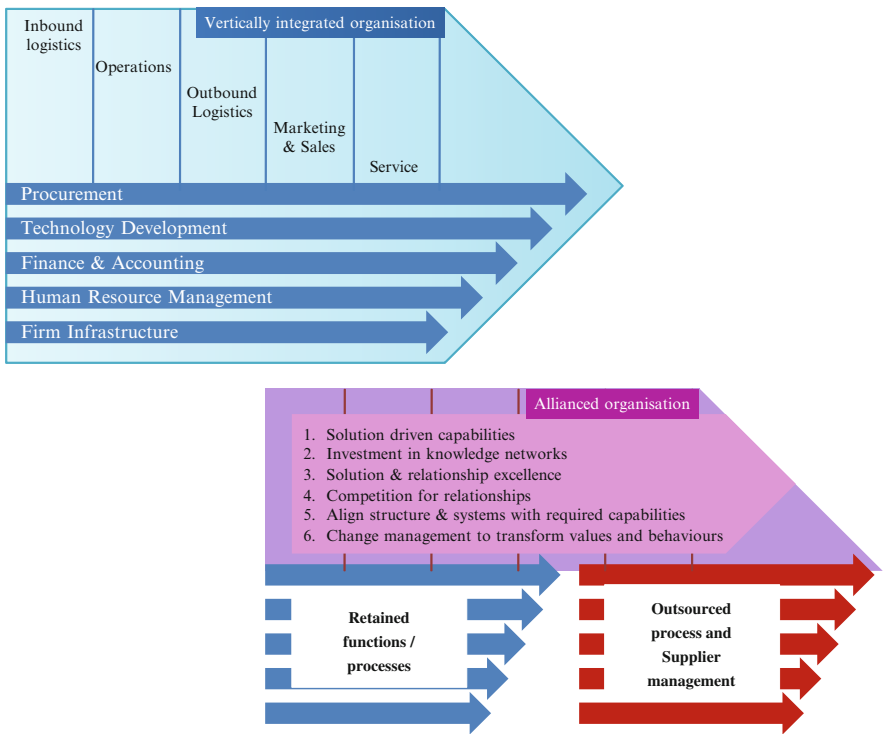 Vertically integrated organisation
Inbound
logistics
Operations
Outbound
Logistics
Marketing
& Sales
Service
Procurement
Technology Development
Finance & Accounting
Human Resource Management
Firm Infrastructure
Allianced organisation
1. Solution driven capabilities
2. Investment in knowledge networks
3. Solution & relationship excellence
4. Competition for relationships
5. Align structure & systems with required capabilities
6. Change management to transform values and behaviours
Retained
functions /
processes
Outsourced
process and
Supplier
management